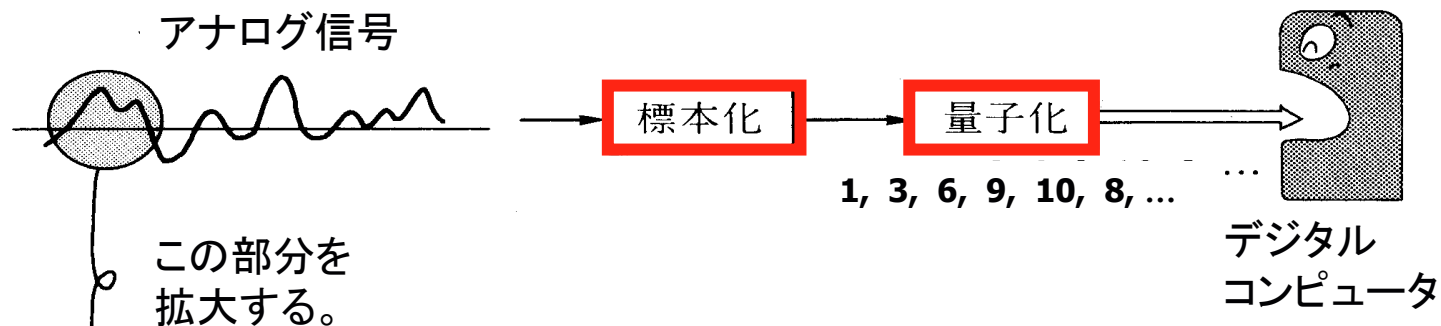 アナログ信号
標本化
量子化
1, 3, 6, 9, 10, 8, …
…
デジタル
コンピュータ
この部分を
拡大する。